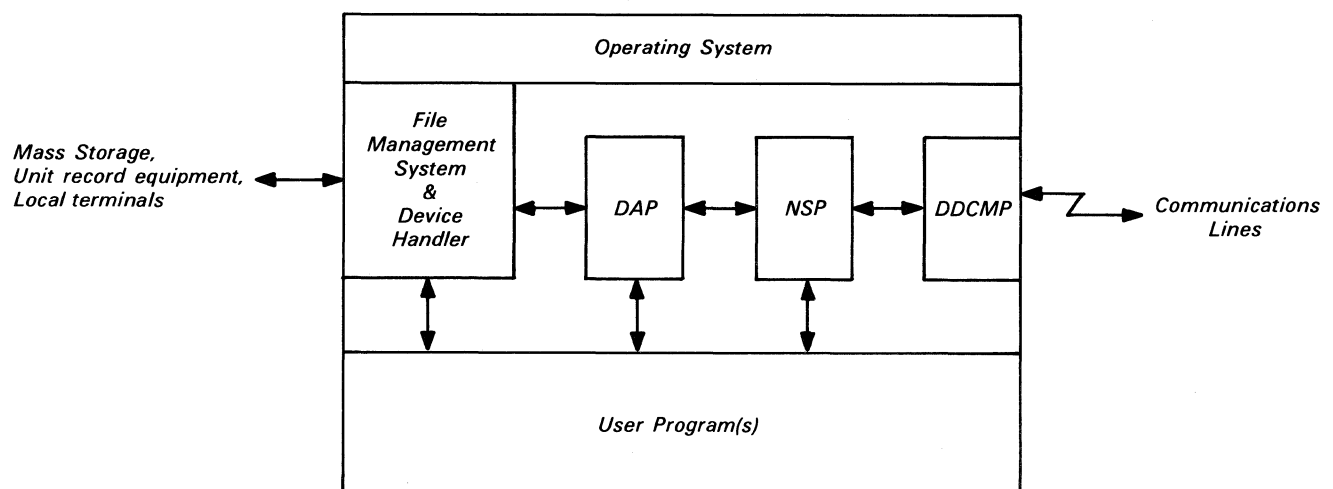 Operating System
File
Management
System
&
Device
Handler
Mass Storage,
Unit record equipment,
Local terminals
DAP
NSP
DDCMP
Communications
Lines
User Program(s)